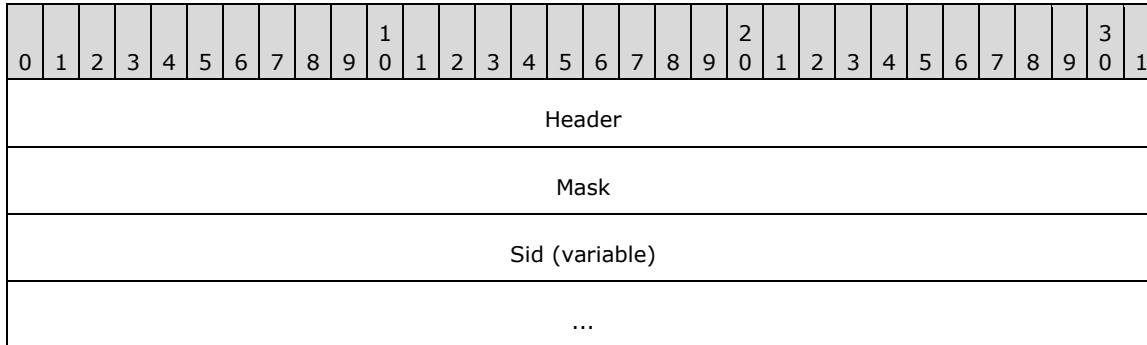 0 1 2 3 4 5 6 7 8 9 1 0 1 2 3 4 5 6 7 8 9 2 0 1 2 3 4 5 6 7 8 9 3 0 1
Header
Mask
Sid (variable)
...